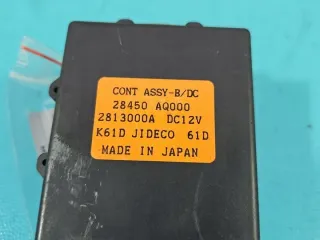 CONT ASSY-B/DC
28450 AQ000
2813000A DC12V
K61D JIDECO 61D
MADE IN JAPAN